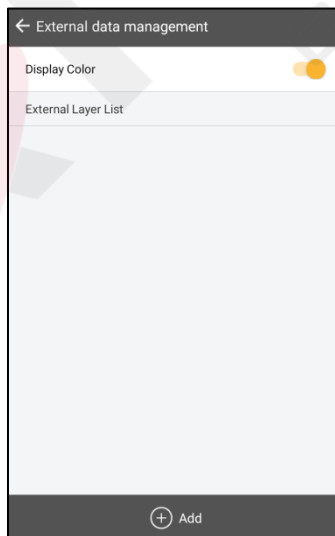 External data management
Display Color
External Layer List
Add